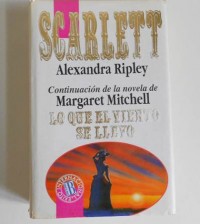 SCARLETT
Alexandra Ripley
Continuación de la novela de
Margaret Mitchell
LO QUE EL VIENTO
SE LLEVÓ